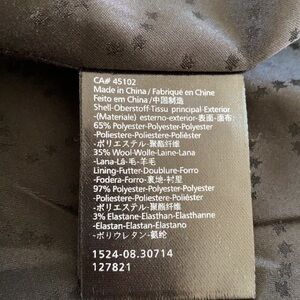 CA# 45102
Made in China / Fabriqué en Chine
Feito em China / 中国制造
Shell-Oberstoff-Tissu principal-Exterior
-(Materiale) esterno-exterior-表面-面布:
65% Polyester-Polyester-Polyester
-Poliestere-Poliestere-Poliéster
-ポリエステル-聚酯纤维
35% Wool-Wolle-Laine-Lana
-Lana-Lã-毛-羊毛
Lining-Futter-Doublure-Forro
-Fodera-Forro-裏地-衬里
97% Polyester-Polyester-Polyester
-Poliestere-Poliestere-Poliéster
-ポリエステル-聚酯纤维
3% Elastane-Elasthan-Elasthanne
-Elastan-Elastan-Elastano
-ポリウレタン-氨纶
1524-08.30714
127821